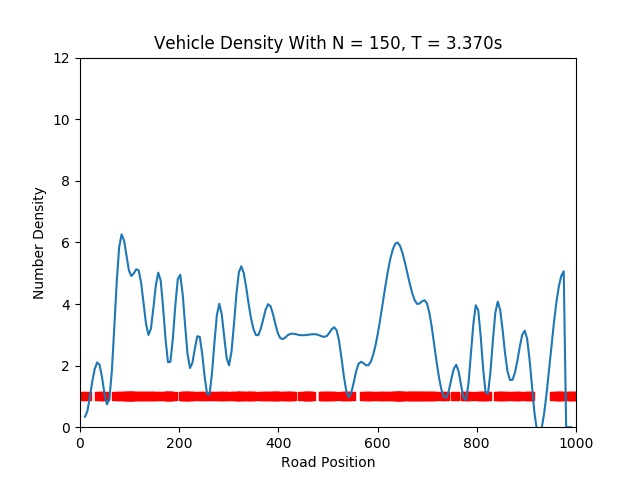 Vehicle Density With N = 150, T = 3.370s
12
10
8
6
4
2
0
Number Density
0 200 400 600 800 1000
Road Position